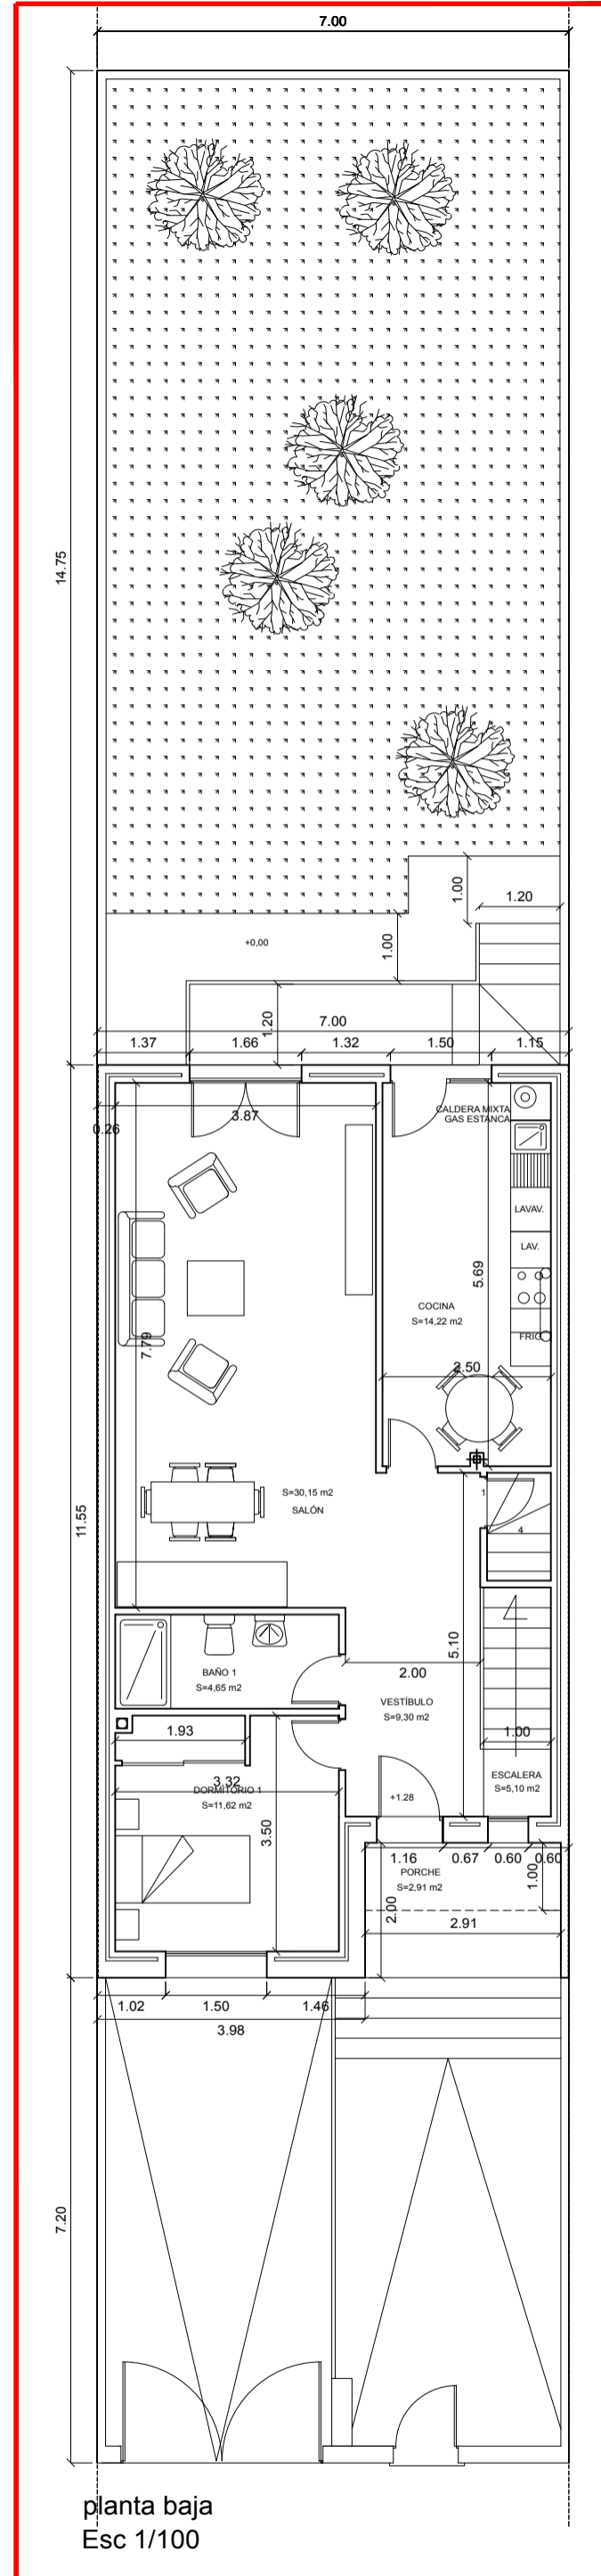 7.00
14.75
1.00
1.20
+0,00
1.00
1.20
7.00
1.37
1.66
1.32
1.50
1.15
0.26
3.87
CALDERA MIXTA
GAS ESTANCA
LAVAV.
LAV.
5.69
COCINA
S=14,22 m2
FRIG.
7.79
2.50
S=30,15 m2
SALÓN
1
4
11.55
5.10
2.00
BAÑO 1
S=4,65 m2
VESTÍBULO
S=9,30 m2
1.93
1.00
3.32
DORMITORIO 1
S=11,62 m2
ESCALERA
S=5,10 m2
+1.28
3.50
1.16
0.67
0.60
0.60
PORCHE
S=2,91 m2
1.00
2.00
2.91
1.02
1.50
1.46
3.98
7.20
planta baja
Esc 1/100